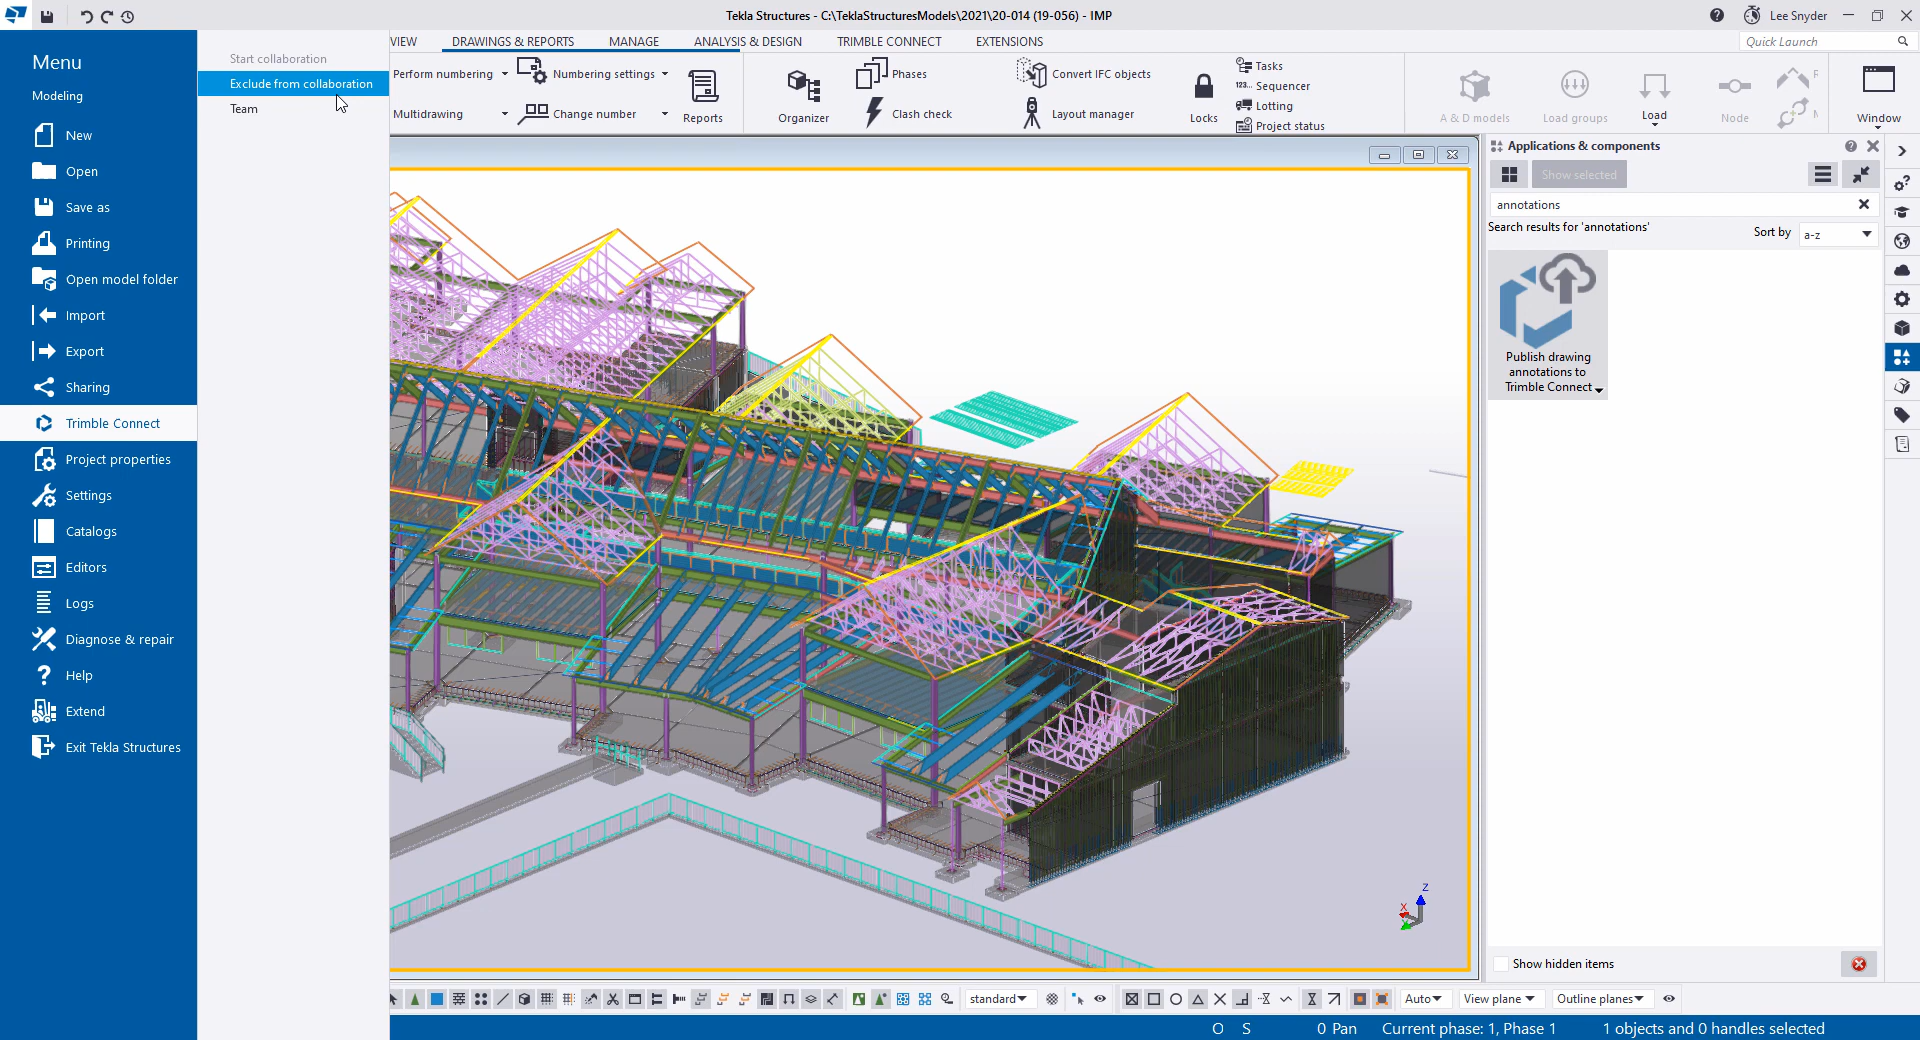 Tekla Structures - C:\TeklaStructuresModels\2021\20-014 (19-056) - IMP
Lee Snyder
Menu
Modeling
New
Open
Save as
Printing
Open model folder
Import
Export
Sharing
Trimble Connect
Project properties
Settings
Catalogs
Editors
Logs
Diagnose & repair
Help
Extend
Exit Tekla Structures
Start collaboration
Exclude from collaboration
Team
VIEW
DRAWINGS & REPORTS
MANAGE
ANALYSIS & DESIGN
TRIMBLE CONNECT
EXTENSIONS
Quick Launch
Perform numbering
Multidrawing
Numbering settings
Change number
Reports
Organizer
Phases
Clash check
Convert IFC objects
Layout manager
Locks
Tasks
123... Sequencer
Lotting
Project status
A & D models
Load groups
Load
Node
Window
Applications & components
Show selected
annotations
Search results for 'annotations'
Sort by
a-z
Publish drawing
annotations to
Trimble Connect
Show hidden items
Z
X
standard
Auto
View plane
Outline planes
O S
0 Pan
Current phase: 1, Phase 1
1 objects and 0 handles selected